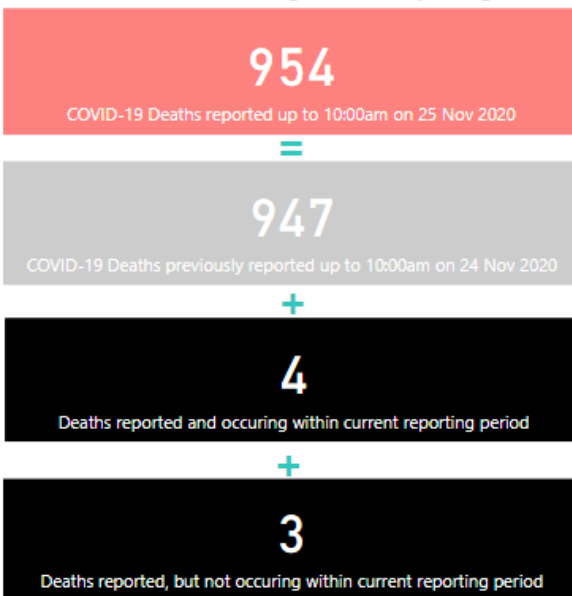 954
COVID-19 Deaths reported up to 10:00am on 25 Nov 2020
=
947
COVID-19 Deaths previously reported up to 10:00am on 24 Nov 2020
+
4
Deaths reported and occuring within current reporting period
+
3
Deaths reported, but not occuring within current reporting period